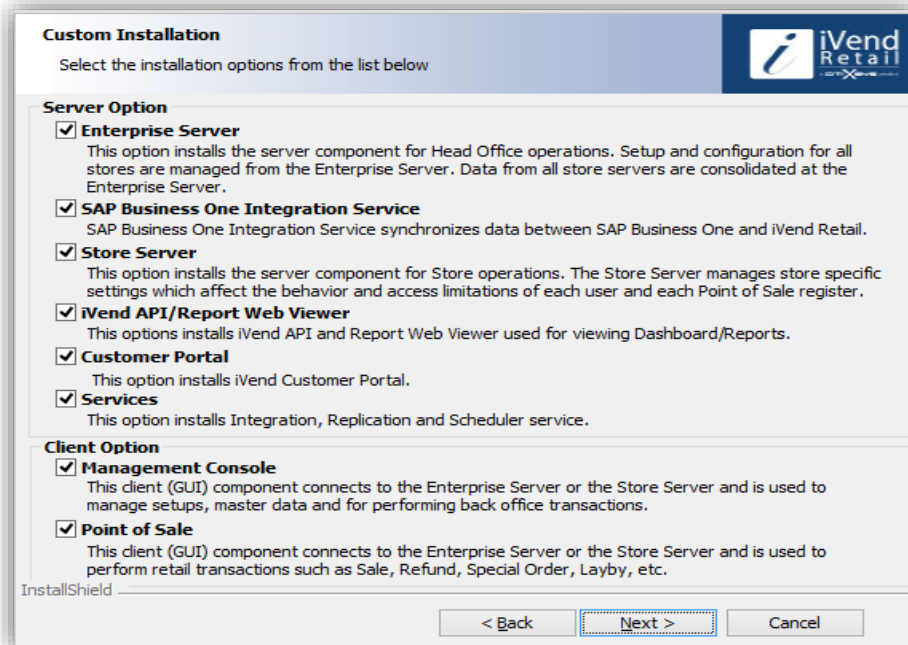 Custom Installation
Select the installation options from the list below
iVend
Retail
Server Option
Enterprise Server
This option installs the server component for Head Office operations. Setup and configuration for all
stores are managed from the Enterprise Server. Data from all store servers are consolidated at the
Enterprise Server.
SAP Business One Integration Service
SAP Business One Integration Service synchronizes data between SAP Business One and iVend Retail.
Store Server
This option installs the server component for Store operations. The Store Server manages store specific
settings which affect the behavior and access limitations of each user and each Point of Sale register.
iVend API/Report Web Viewer
This options installs iVend API and Report Web Viewer used for viewing Dashboard/Reports.
Customer Portal
This option installs iVend Customer Portal.
Services
This option installs Integration, Replication and Scheduler service.
Client Option
Management Console
This client (GUI) component connects to the Enterprise Server or the Store Server and is used to
manage setups, master data and for performing back office transactions.
Point of Sale
This client (GUI) component connects to the Enterprise Server or the Store Server and is used to
perform retail transactions such as Sale, Refund, Special Order, Layby, etc.
InstallShield
< Back
Next >
Cancel